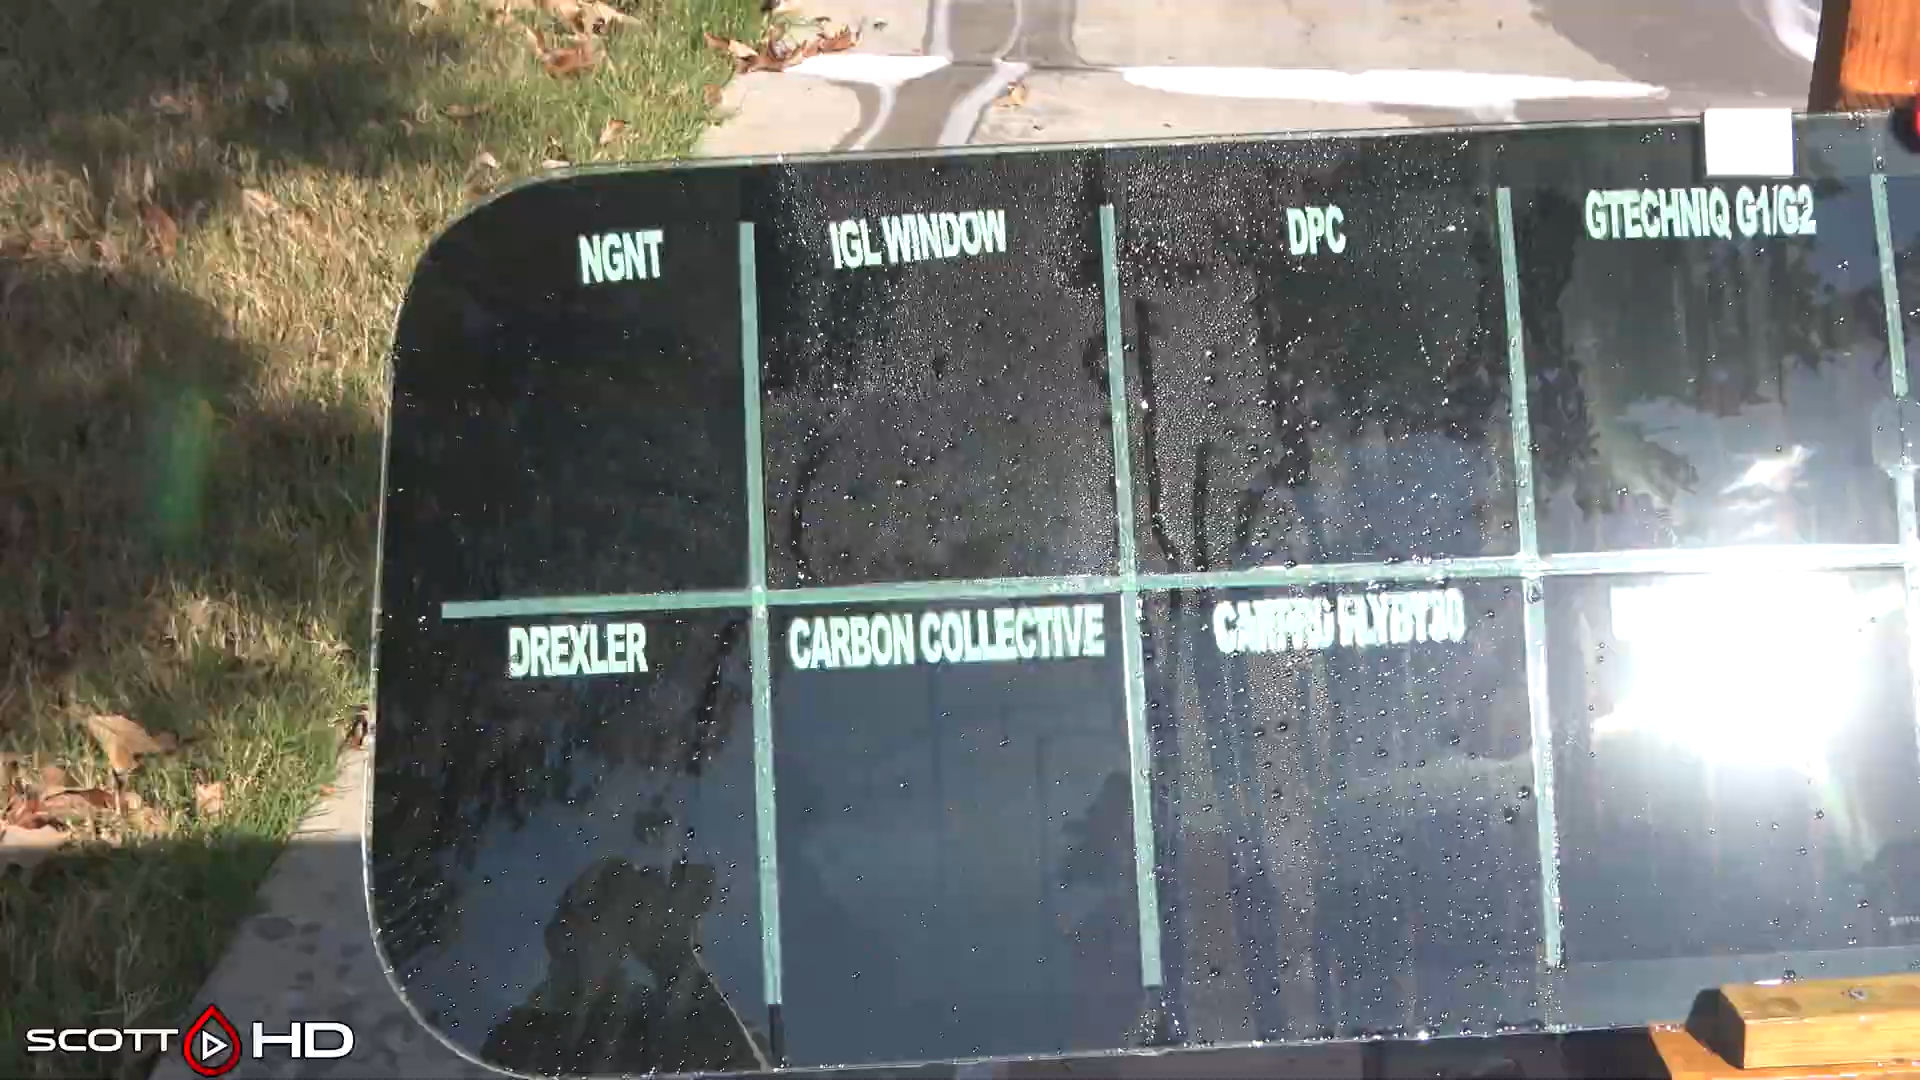 NGNT
IGL WINDOW
DPC
GTECHNIQ G1/G2
DREXLER
CARBON COLLECTIVE
SCOTT HD